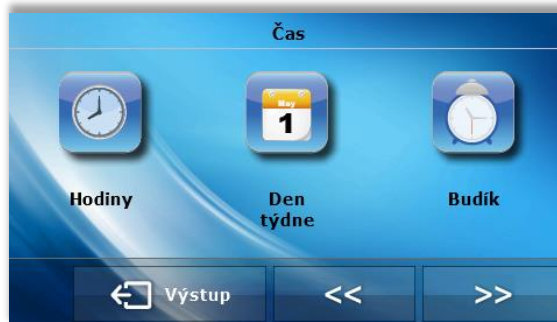 Čas
May
1
Hodiny
Den
týdne
Budík
Výstup
<<
>>